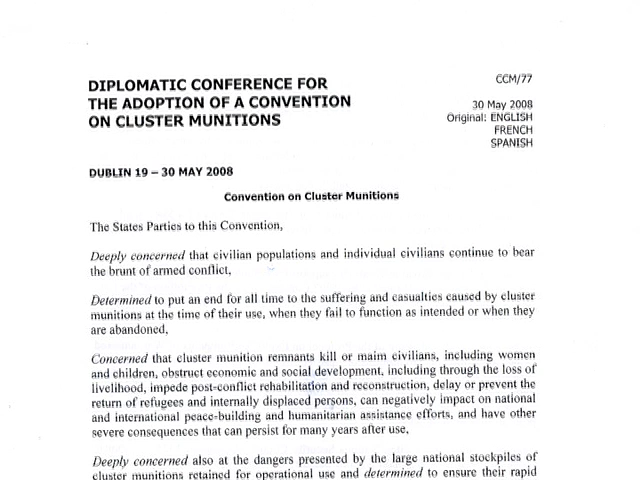 DIPLOMATIC CONFERENCE FOR
THE ADOPTION OF A CONVENTION
ON CLUSTER MUNITIONS
CCM/77
30 May 2008
Original: ENGLISH
FRENCH
SPANISH
DUBLIN 19 – 30 MAY 2008
Convention on Cluster Munitions
The States Parties to this Convention,
Deeply concerned that civilian populations and individual civilians continue to bear
the brunt of armed conflict,
Determined to put an end for all time to the suffering and casualties caused by cluster
munitions at the time of their use, when they fail to function as intended or when they
are abandoned,
Concerned that cluster munition remnants kill or maim civilians, including women
and children, obstruct economic and social development, including through the loss of
livelihood, impede post-conflict rehabilitation and reconstruction, delay or prevent the
return of refugees and internally displaced persons, can negatively impact on national
and international peace-building and humanitarian assistance efforts, and have other
severe consequences that can persist for many years after use,
Deeply concerned also at the dangers presented by the large national stockpiles of
cluster munitions retained for operational use and determined to ensure their rapid